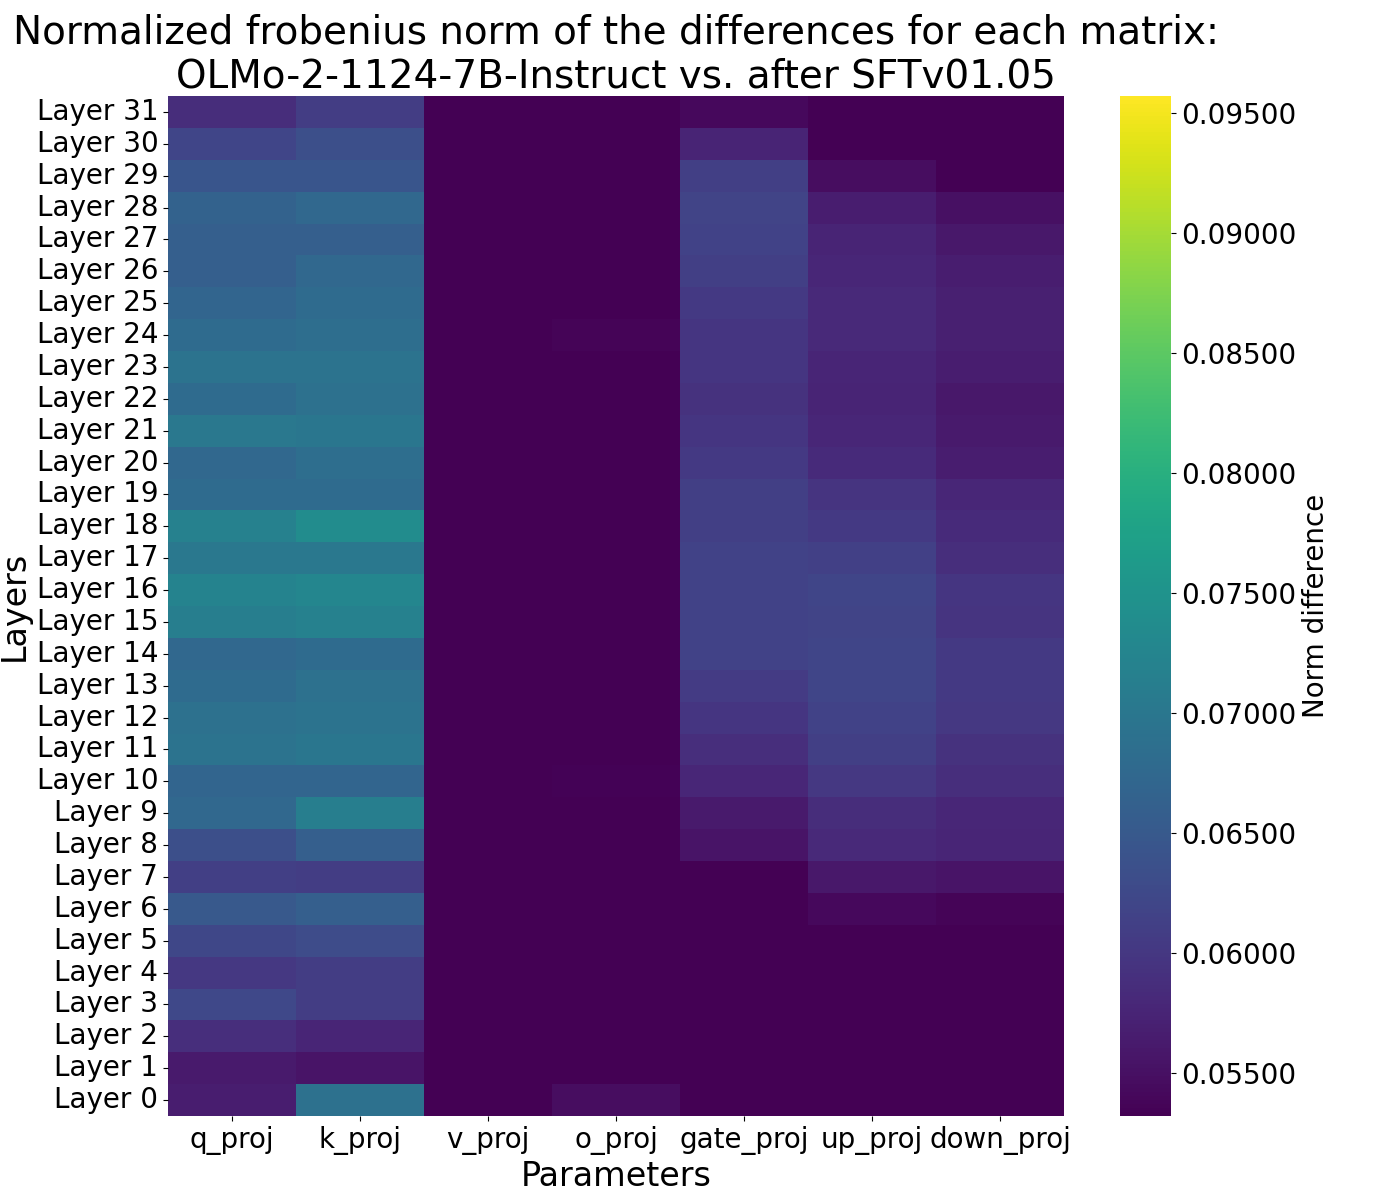 Normalized frobenius norm of the differences for each matrix:
OLMo-2-1124-7B-Instruct vs. after SFTv01.05
Layers
Layer 31
Layer 30
Layer 29
Layer 28
Layer 27
Layer 26
Layer 25
Layer 24
Layer 23
Layer 22
Layer 21
Layer 20
Layer 19
Layer 18
Layer 17
Layer 16
Layer 15
Layer 14
Layer 13
Layer 12
Layer 11
Layer 10
Layer 9
Layer 8
Layer 7
Layer 6
Layer 5
Layer 4
Layer 3
Layer 2
Layer 1
Layer 0
q_proj k_proj v_proj o_proj gate_proj up_proj down_proj
Parameters
0.09500
0.09000
0.08500
0.08000
0.07500
0.07000
0.06500
0.06000
0.05500
Norm difference